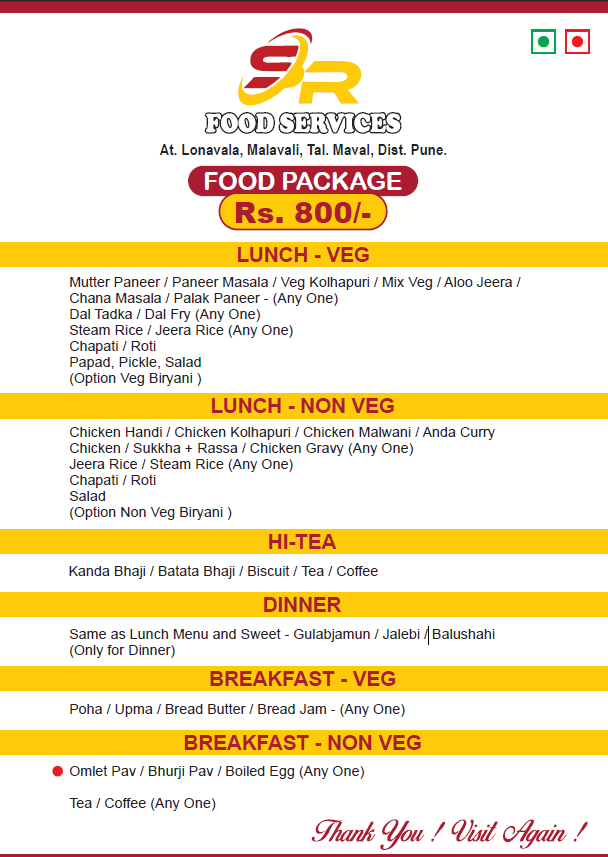 SR
FOOD SERVICES
At. Lonavala, Malavali, Tal. Maval, Dist. Pune.
FOOD PACKAGE
Rs. 800/-
LUNCH - VEG
Mutter Paneer / Paneer Masala / Veg Kolhapuri / Mix Veg / Aloo Jeera /
Chana Masala / Palak Paneer - (Any One)
Dal Tadka / Dal Fry (Any One)
Steam Rice / Jeera Rice (Any One)
Chapati / Roti
Papad, Pickle, Salad
(Option Veg Biryani )
LUNCH - NON VEG
Chicken Handi / Chicken Kolhapuri / Chicken Malwani / Anda Curry
Chicken / Sukkha + Rassa / Chicken Gravy (Any One)
Jeera Rice / Steam Rice (Any One)
Chapati / Roti
Salad
(Option Non Veg Biryani )
HI-TEA
Kanda Bhaji / Batata Bhaji / Biscuit / Tea / Coffee
DINNER
Same as Lunch Menu and Sweet - Gulabjamun / Jalebi / Balushahi
(Only for Dinner)
BREAKFAST - VEG
Poha / Upma / Bread Butter / Bread Jam - (Any One)
BREAKFAST - NON VEG
Omlet Pav / Bhurji Pav / Boiled Egg (Any One)
Tea / Coffee (Any One)
Thank You ! Visit Again !